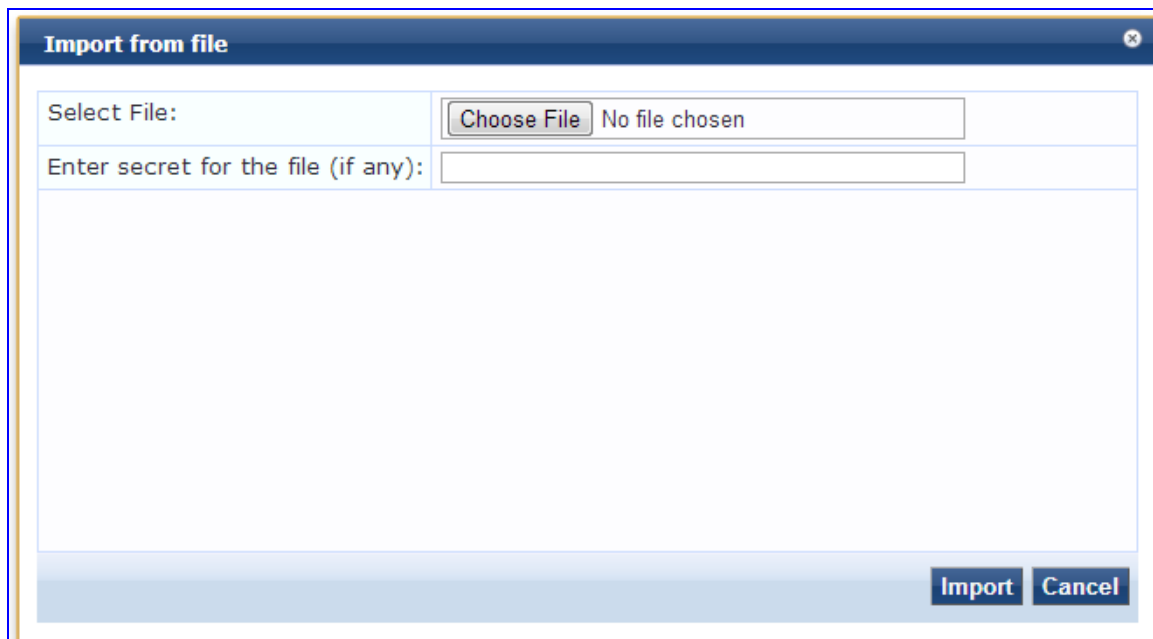 Import from file
Select File: Choose File No file chosen
Enter secret for the file (if any):
Import Cancel